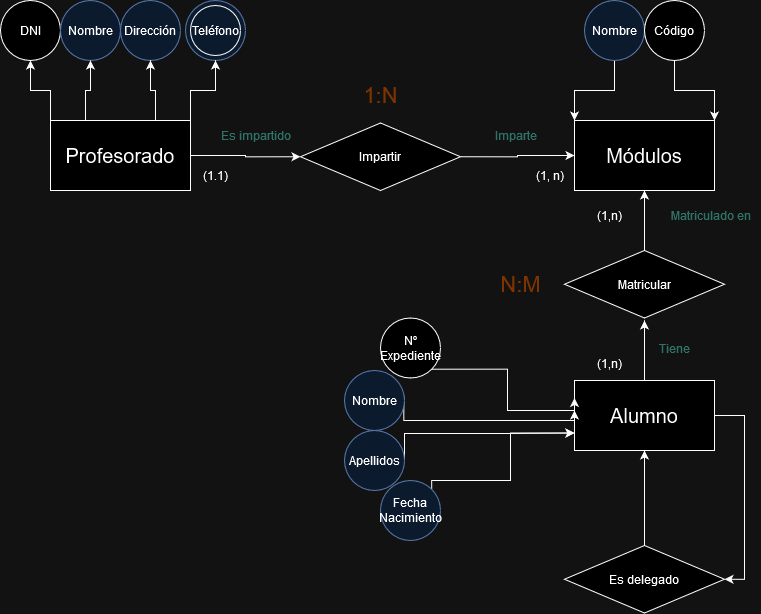 DNI
Nombre
Dirección
Teléfono
Nombre
Código
1:N
Es impartido
Imparte
Profesorado
Impartir
Módulos
(1.1)
(1, n)
(1,n)
Matriculado en
N:M
Matricular
Tiene
(1,n)
Nº
Expediente
Nombre
Alumno
Apellidos
Fecha
Nacimiento
Es delegado